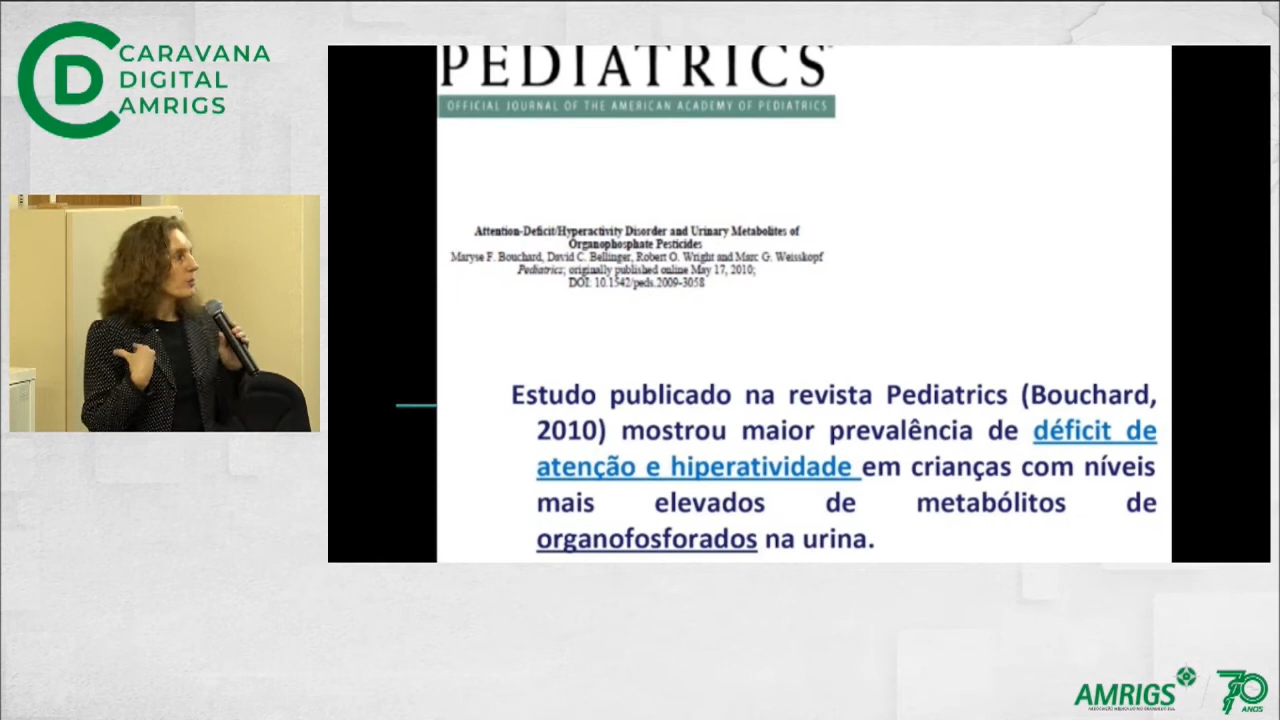 CARAVANA
DIGITAL
AMRIGS
PEDIATRICS
OFFICIAL JOURNAL OF THE AMERICAN ACADEMY OF PEDIATRICS
Attention-Deficit/Hyperactivity Disorder and Urinary Metabolites of
Organophosphate Pesticides
Maryse F. Bouchard, David C. Bellinger, Robert O. Wright and Marc G. Weisskopf
Pediatrics; originally published online May 17, 2010;
DOI: 10.1542/peds.2009-3058
Estudo publicado na revista Pediatrics (Bouchard,
2010) mostrou maior prevalência de déficit de
atenção e hiperatividade em crianças com níveis
mais elevados de metabólitos de
organofosforados na urina.
AMRIGS
70
ANOS